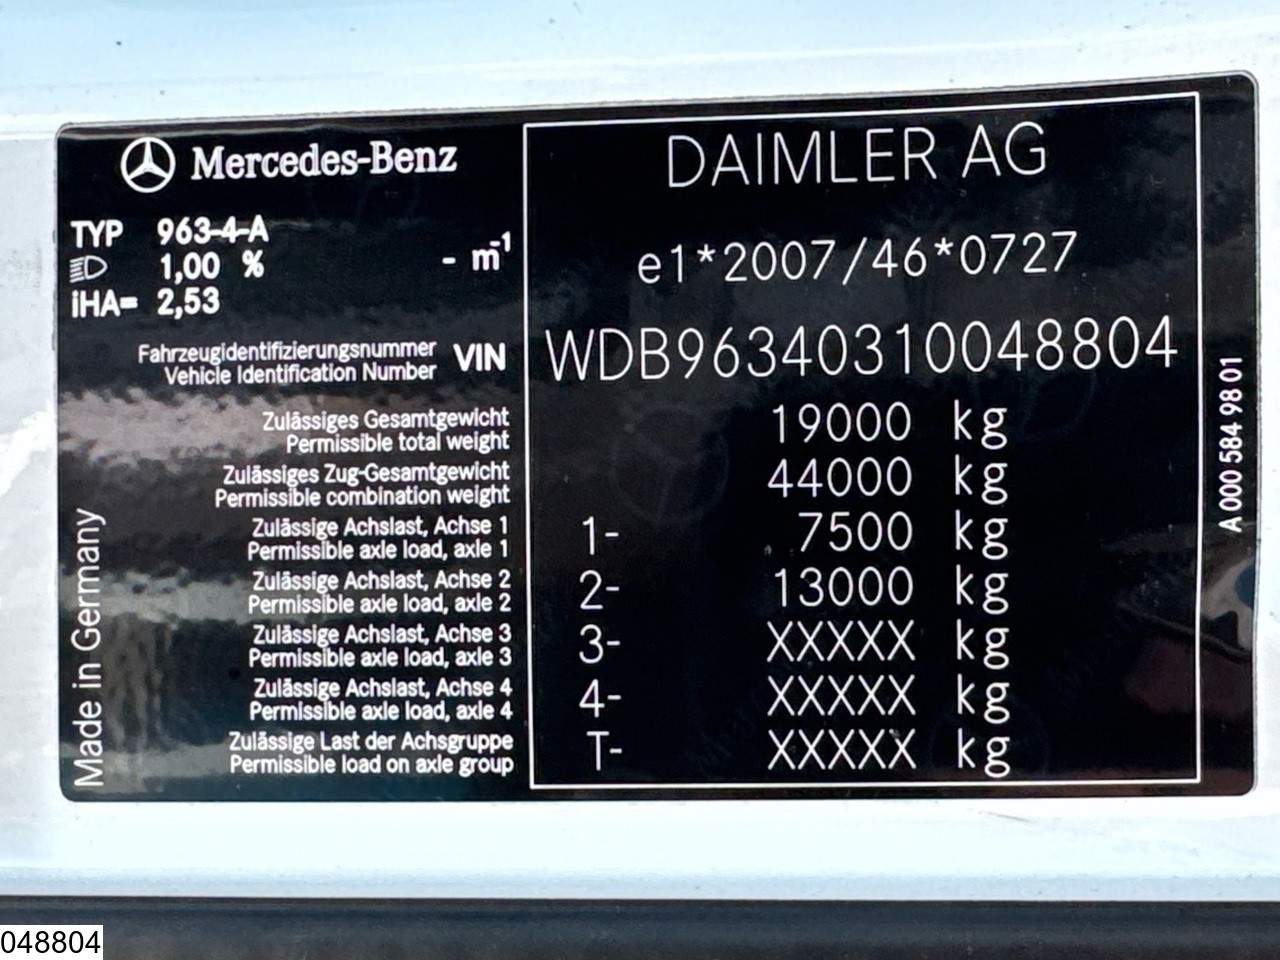 Mercedes-Benz
TYP 963-4-A
1,00 % - m-1
iHA= 2,53
DAIMLER AG
e1*2007/46*0727
Fahrzeugidentifizierungsnummer
Vehicle Identification Number
VIN WDB96340310048804
Zulässiges Gesamtgewicht
Permissible total weight
19000 kg
Zulässiges Zug-Gesamtgewicht
Permissible combination weight
44000 kg
Zulässige Achslast, Achse 1
Permissible axle load, axle 1
1- 7500 kg
Zulässige Achslast, Achse 2
Permissible axle load, axle 2
2- 13000 kg
Zulässige Achslast, Achse 3
Permissible axle load, axle 3
3- XXXXX kg
Zulässige Achslast, Achse 4
Permissible axle load, axle 4
4- XXXXX kg
Zulässige Last der Achsgruppe
Permissible load on axle group
T- XXXXX kg
Made in Germany
A 000 584 98 01
048804